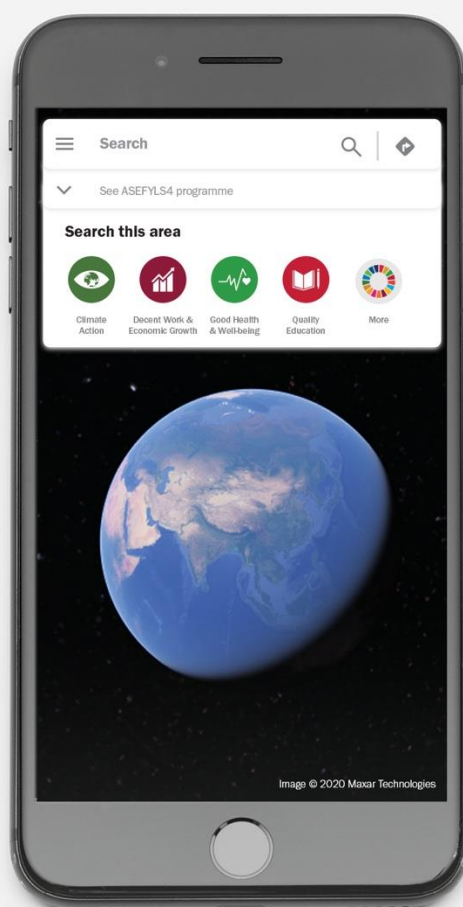 Search
See ASEFYLS4 programme
Search this area
Climate
Action
Decent Work &
Economic Growth
Good Health
& Well-being
Quality
Education
More
Image © 2020 Maxar Technologies